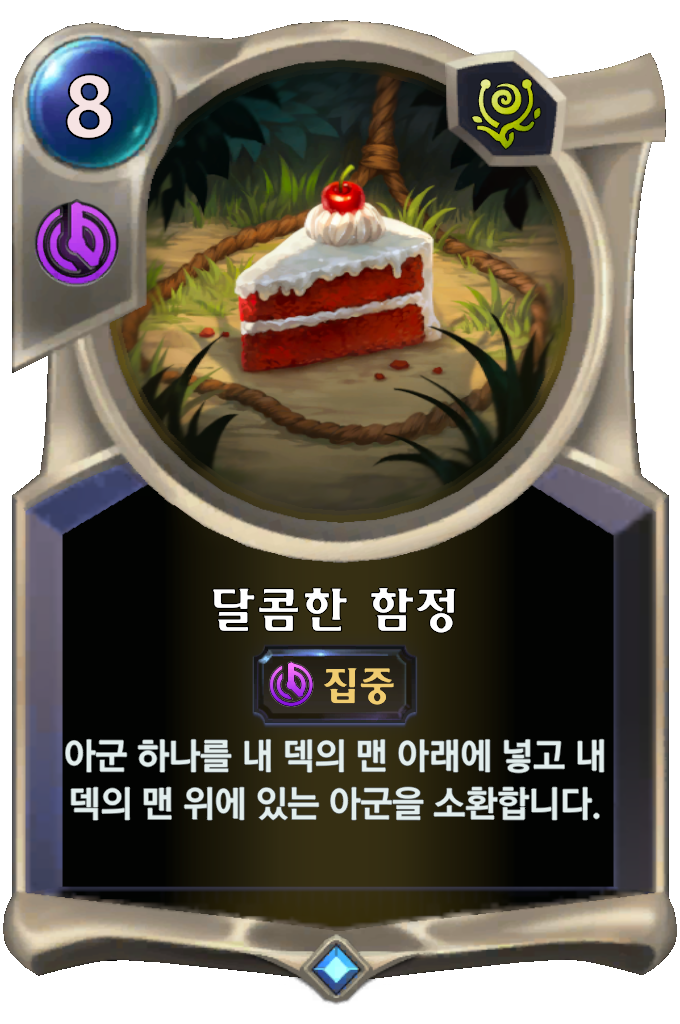 8
달콤한 함정
집중
아군 하나를 내 덱의 맨 아래에 넣고 내
덱의 맨 위에 있는 아군을 소환합니다.